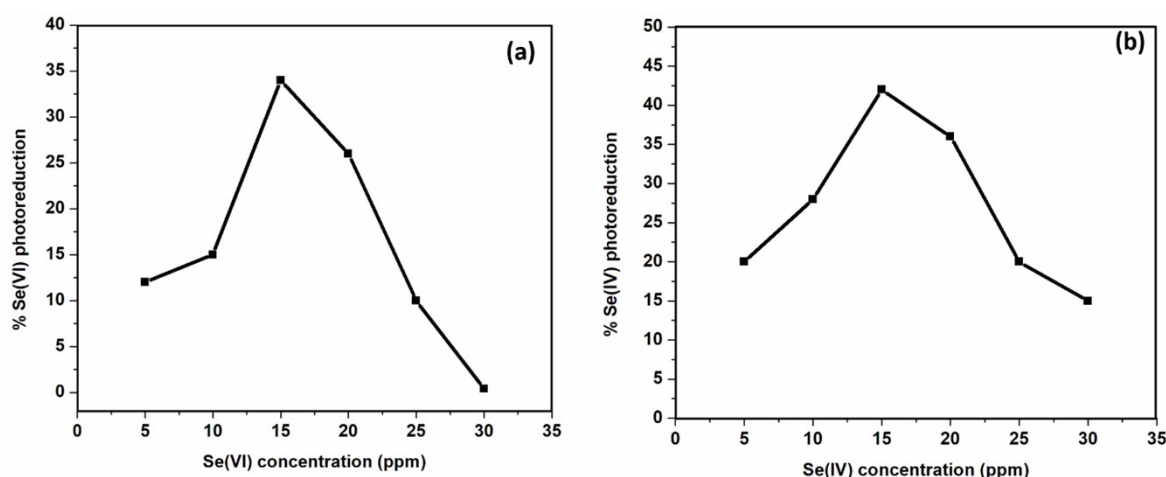 (a)
% Se(VI) photoreduction
40
35
30
25
20
15
10
5
0
0 5 10 15 20 25 30 35
Se(VI) concentration (ppm)
(b)
% Se(IV) photoreduction
50
45
40
35
30
25
20
15
10
5
0
0 5 10 15 20 25 30 35
Se(IV) concentration (ppm)